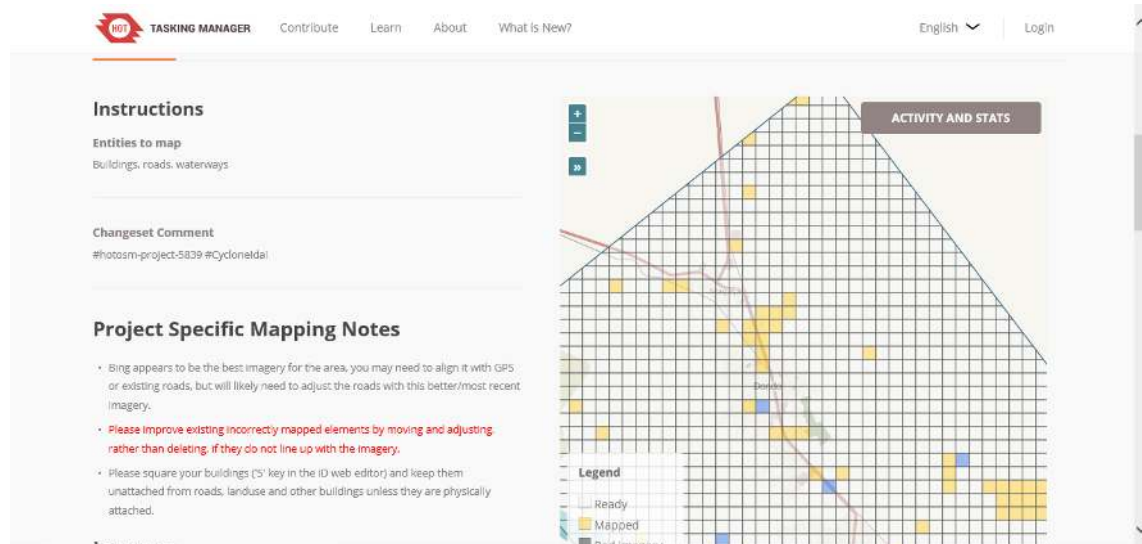 HOT TASKING MANAGER Contribute Learn About What is New? English Login
Instructions
Entities to map
Buildings, roads, waterways
Changeset Comment
#hotosm-project-5839 #CycloneIdai
Project Specific Mapping Notes
• Bing appears to be the best imagery for the area, you may need to align it with GPS
or existing roads, but will likely need to adjust the roads with this better/most recent
imagery.
• Please improve existing incorrectly mapped elements by moving and adjusting,
rather than deleting, if they do not line up with the imagery.
• Please square your buildings ('S' key in the iD web editor) and keep them
unattached from roads, landuse and other buildings unless they are physically
attached.
+
−
»
ACTIVITY AND STATS
Dondo
Legend
Ready
Mapped